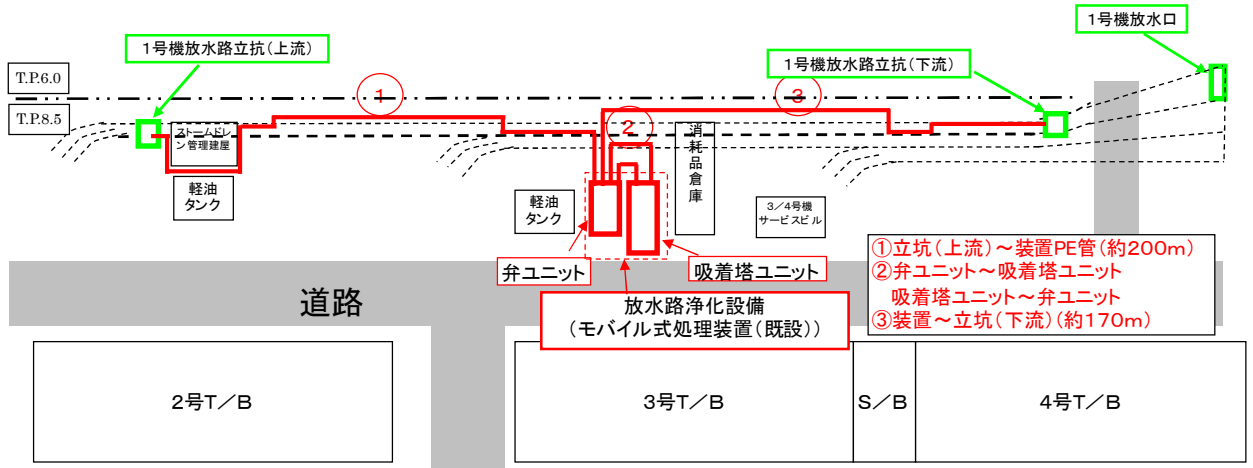 1号機放水口
1号機放水路立坑(上流)
1号機放水路立坑(下流)
T.P.6.0
T.P.8.5
①
③
②
ストームドレ
ン管理建屋
消耗品倉庫
軽油
タンク
軽油
タンク
3/4号機
サービスビル
弁ユニット
吸着塔ユニット
道路
放水路浄化設備
(モバイル式処理装置(既設))
①立坑(上流)~装置PE管(約200m)
②弁ユニット~吸着塔ユニット
吸着塔ユニット~弁ユニット
③装置~立坑(下流)(約170m)
2号T/B
3号T/B
S/B
4号T/B